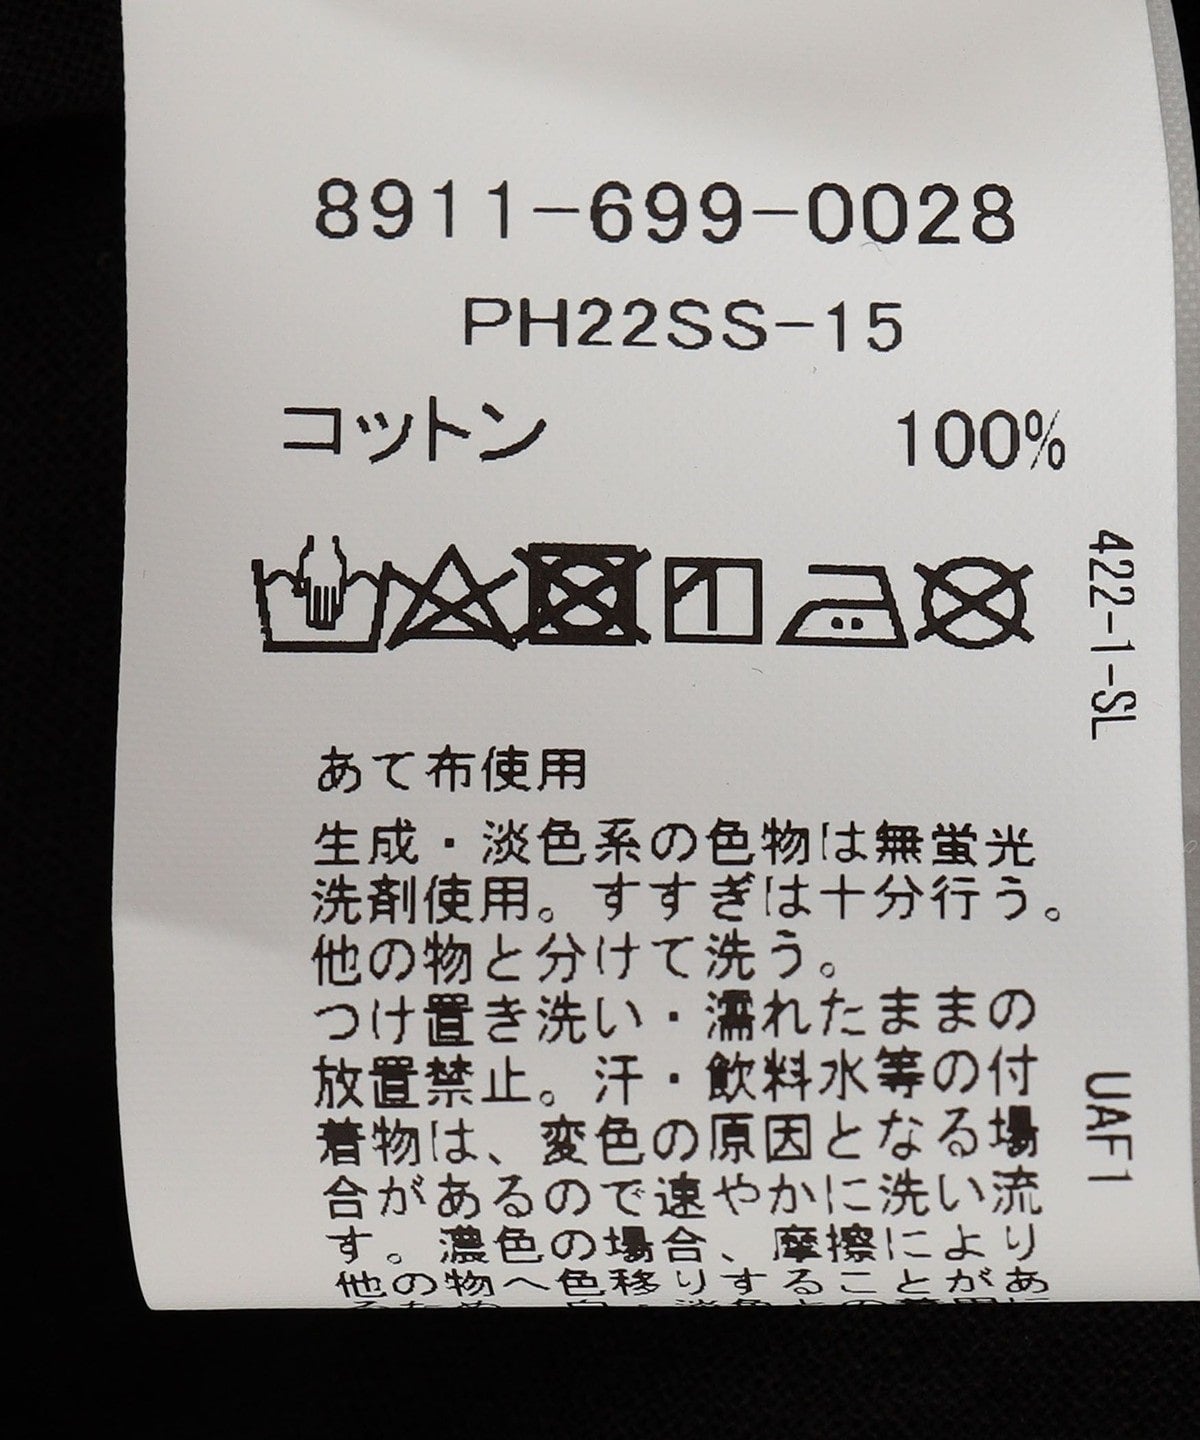 8911-699-0028
PH22SS-15
コットン 100%
あて布使用
生成・淡色系の色物は無蛍光
洗剤使用。すすぎは十分行う。
他の物と分けて洗う。
つけ置き洗い・濡れたままの
放置禁止。汗・飲料水等の付
着物は、変色の原因となる場
合があるので速やかに洗い流
す。濃色の場合、摩擦により
他の物へ色移りすることがあ
422-1-SL
UAF1